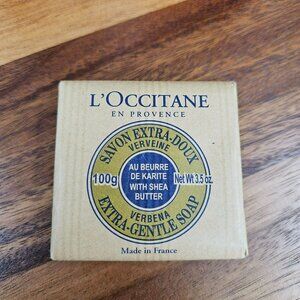 L'OCCITANE
EN PROVENCE
SAVON EXTRA-DOUX
VERVEINE
100g
AU BEURRE
DE KARITE
WITH SHEA
BUTTER
Net Wt 3.5 oz.
VERBENA
EXTRA-GENTLE SOAP
Made in France